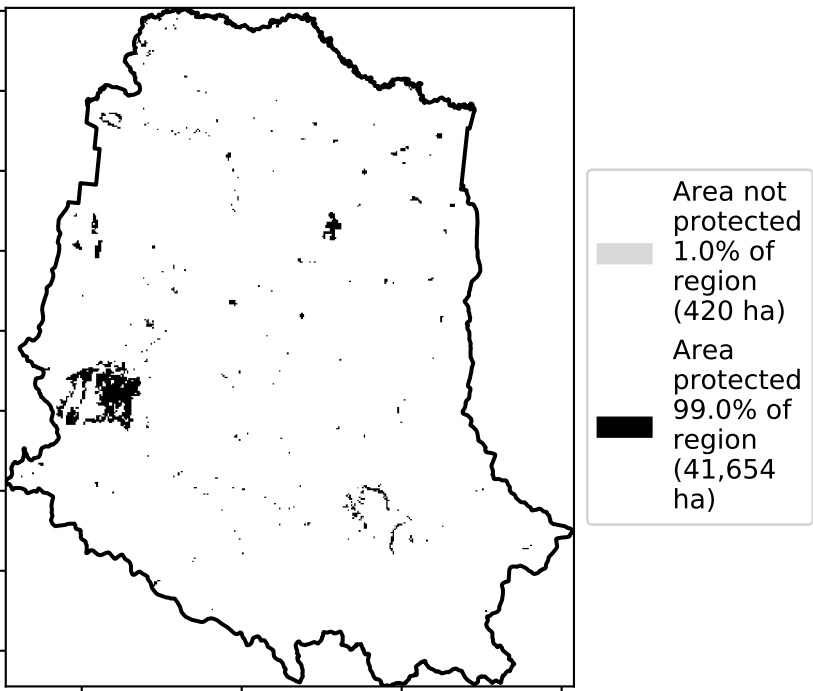 Area not
protected
1.0% of
region
(420 ha)
Area
protected
99.0% of
region
(41,654
ha)